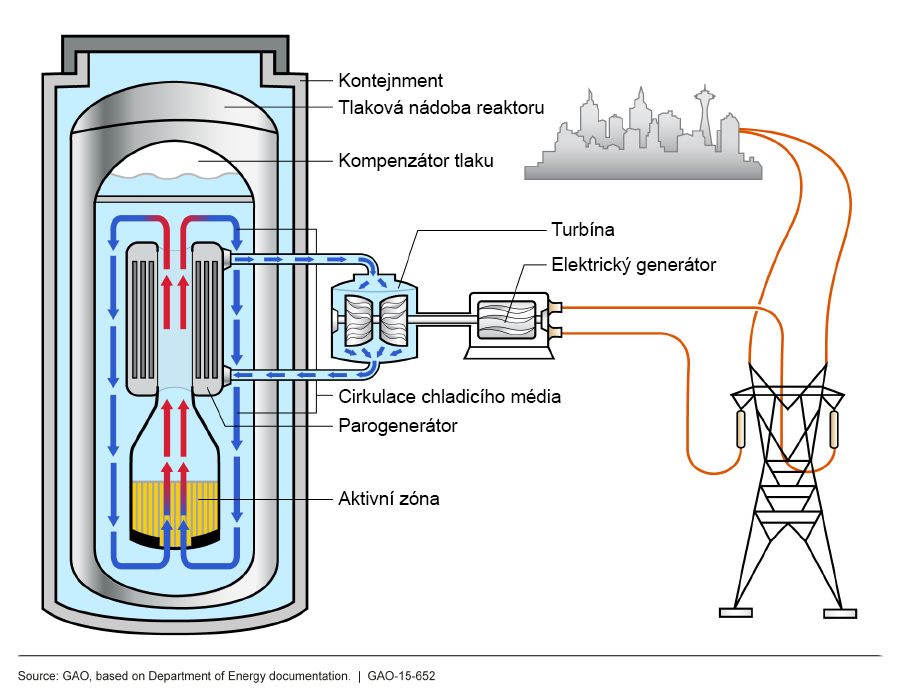 Kontejnment
Tlaková nádoba reaktoru
Kompenzátor tlaku
Turbína
Elektrický generátor
Cirkulace chladicího média
Parogenerátor
Aktivní zóna
Source: GAO, based on Department of Energy documentation. | GAO-15-652